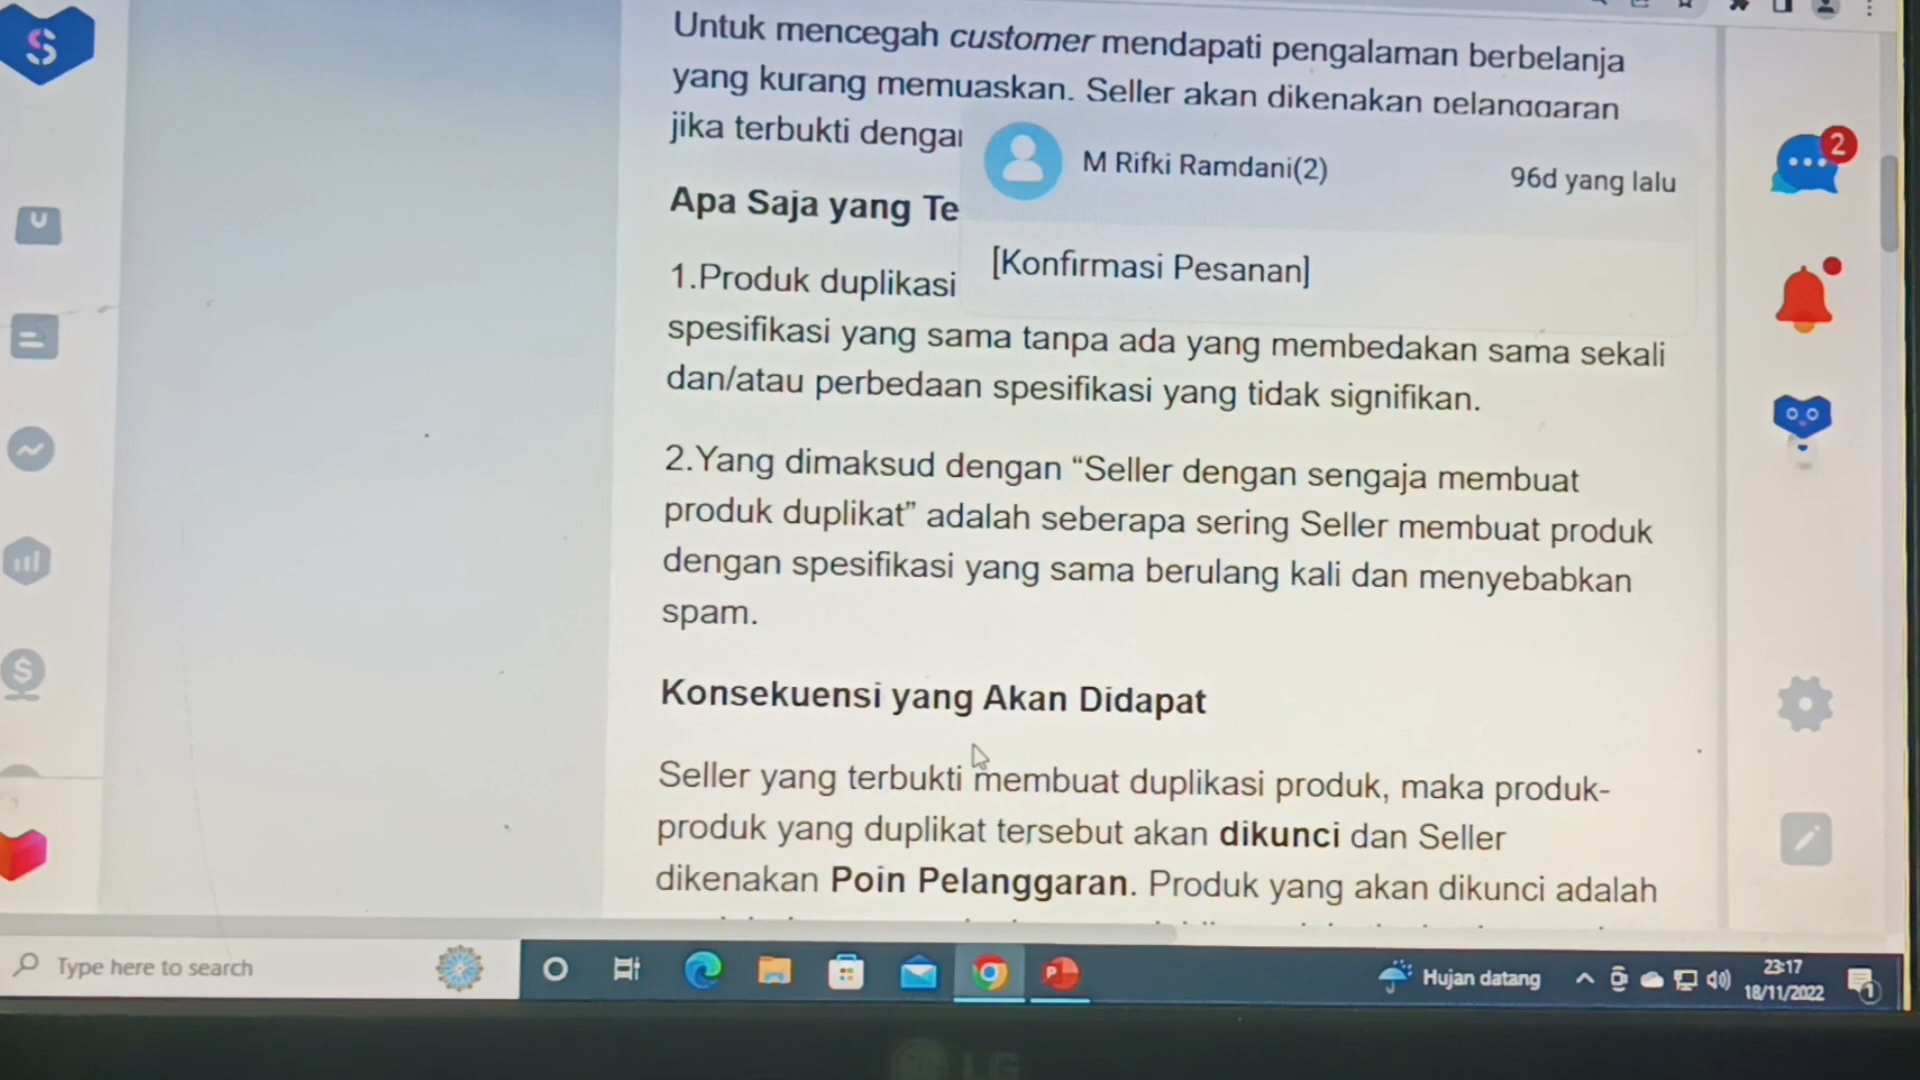 Untuk mencegah customer mendapati pengalaman berbelanja
yang kurang memuaskan. Seller akan dikenakan pelanggaran
jika terbukti dengan
M Rifki Ramdani(2)
96d yang lalu
[Konfirmasi Pesanan]
Apa Saja yang Te
1.Produk duplikasi
spesifikasi yang sama tanpa ada yang membedakan sama sekali
dan/atau perbedaan spesifikasi yang tidak signifikan.
2.Yang dimaksud dengan “Seller dengan sengaja membuat
produk duplikat” adalah seberapa sering Seller membuat produk
dengan spesifikasi yang sama berulang kali dan menyebabkan
spam.
Konsekuensi yang Akan Didapat
Seller yang terbukti membuat duplikasi produk, maka produk-
produk yang duplikat tersebut akan dikunci dan Seller
dikenakan Poin Pelanggaran. Produk yang akan dikunci adalah
2
Type here to search
Hujan datang
23:17
18/11/2022
1
LG